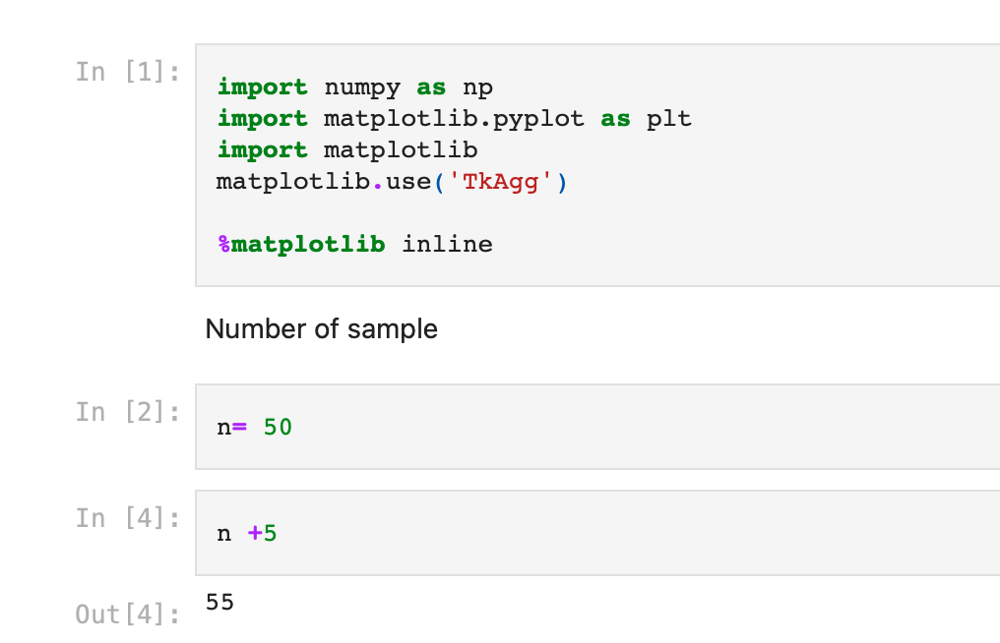 In [1]:
import numpy as np
import matplotlib.pyplot as plt
import matplotlib
matplotlib.use('TkAgg')
%matplotlib inline
Number of sample
In [2]:
n= 50
In [4]:
n +5
Out[4]:
55